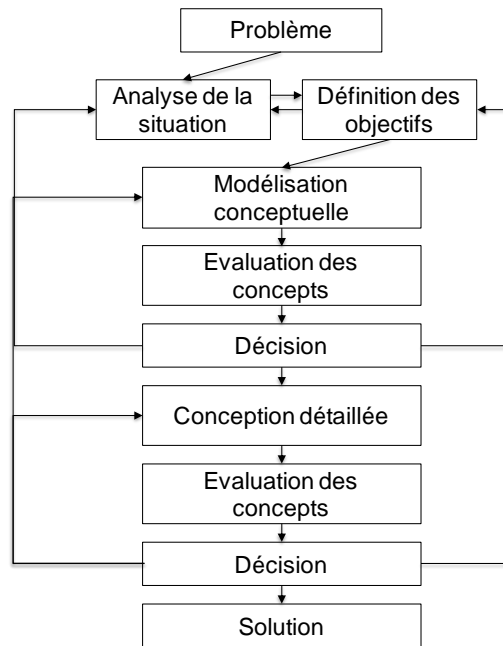 Problème
Analyse de la
situation
Définition des
objectifs
Modélisation
conceptuelle
Evaluation des
concepts
Décision
Conception détaillée
Evaluation des
concepts
Décision
Solution